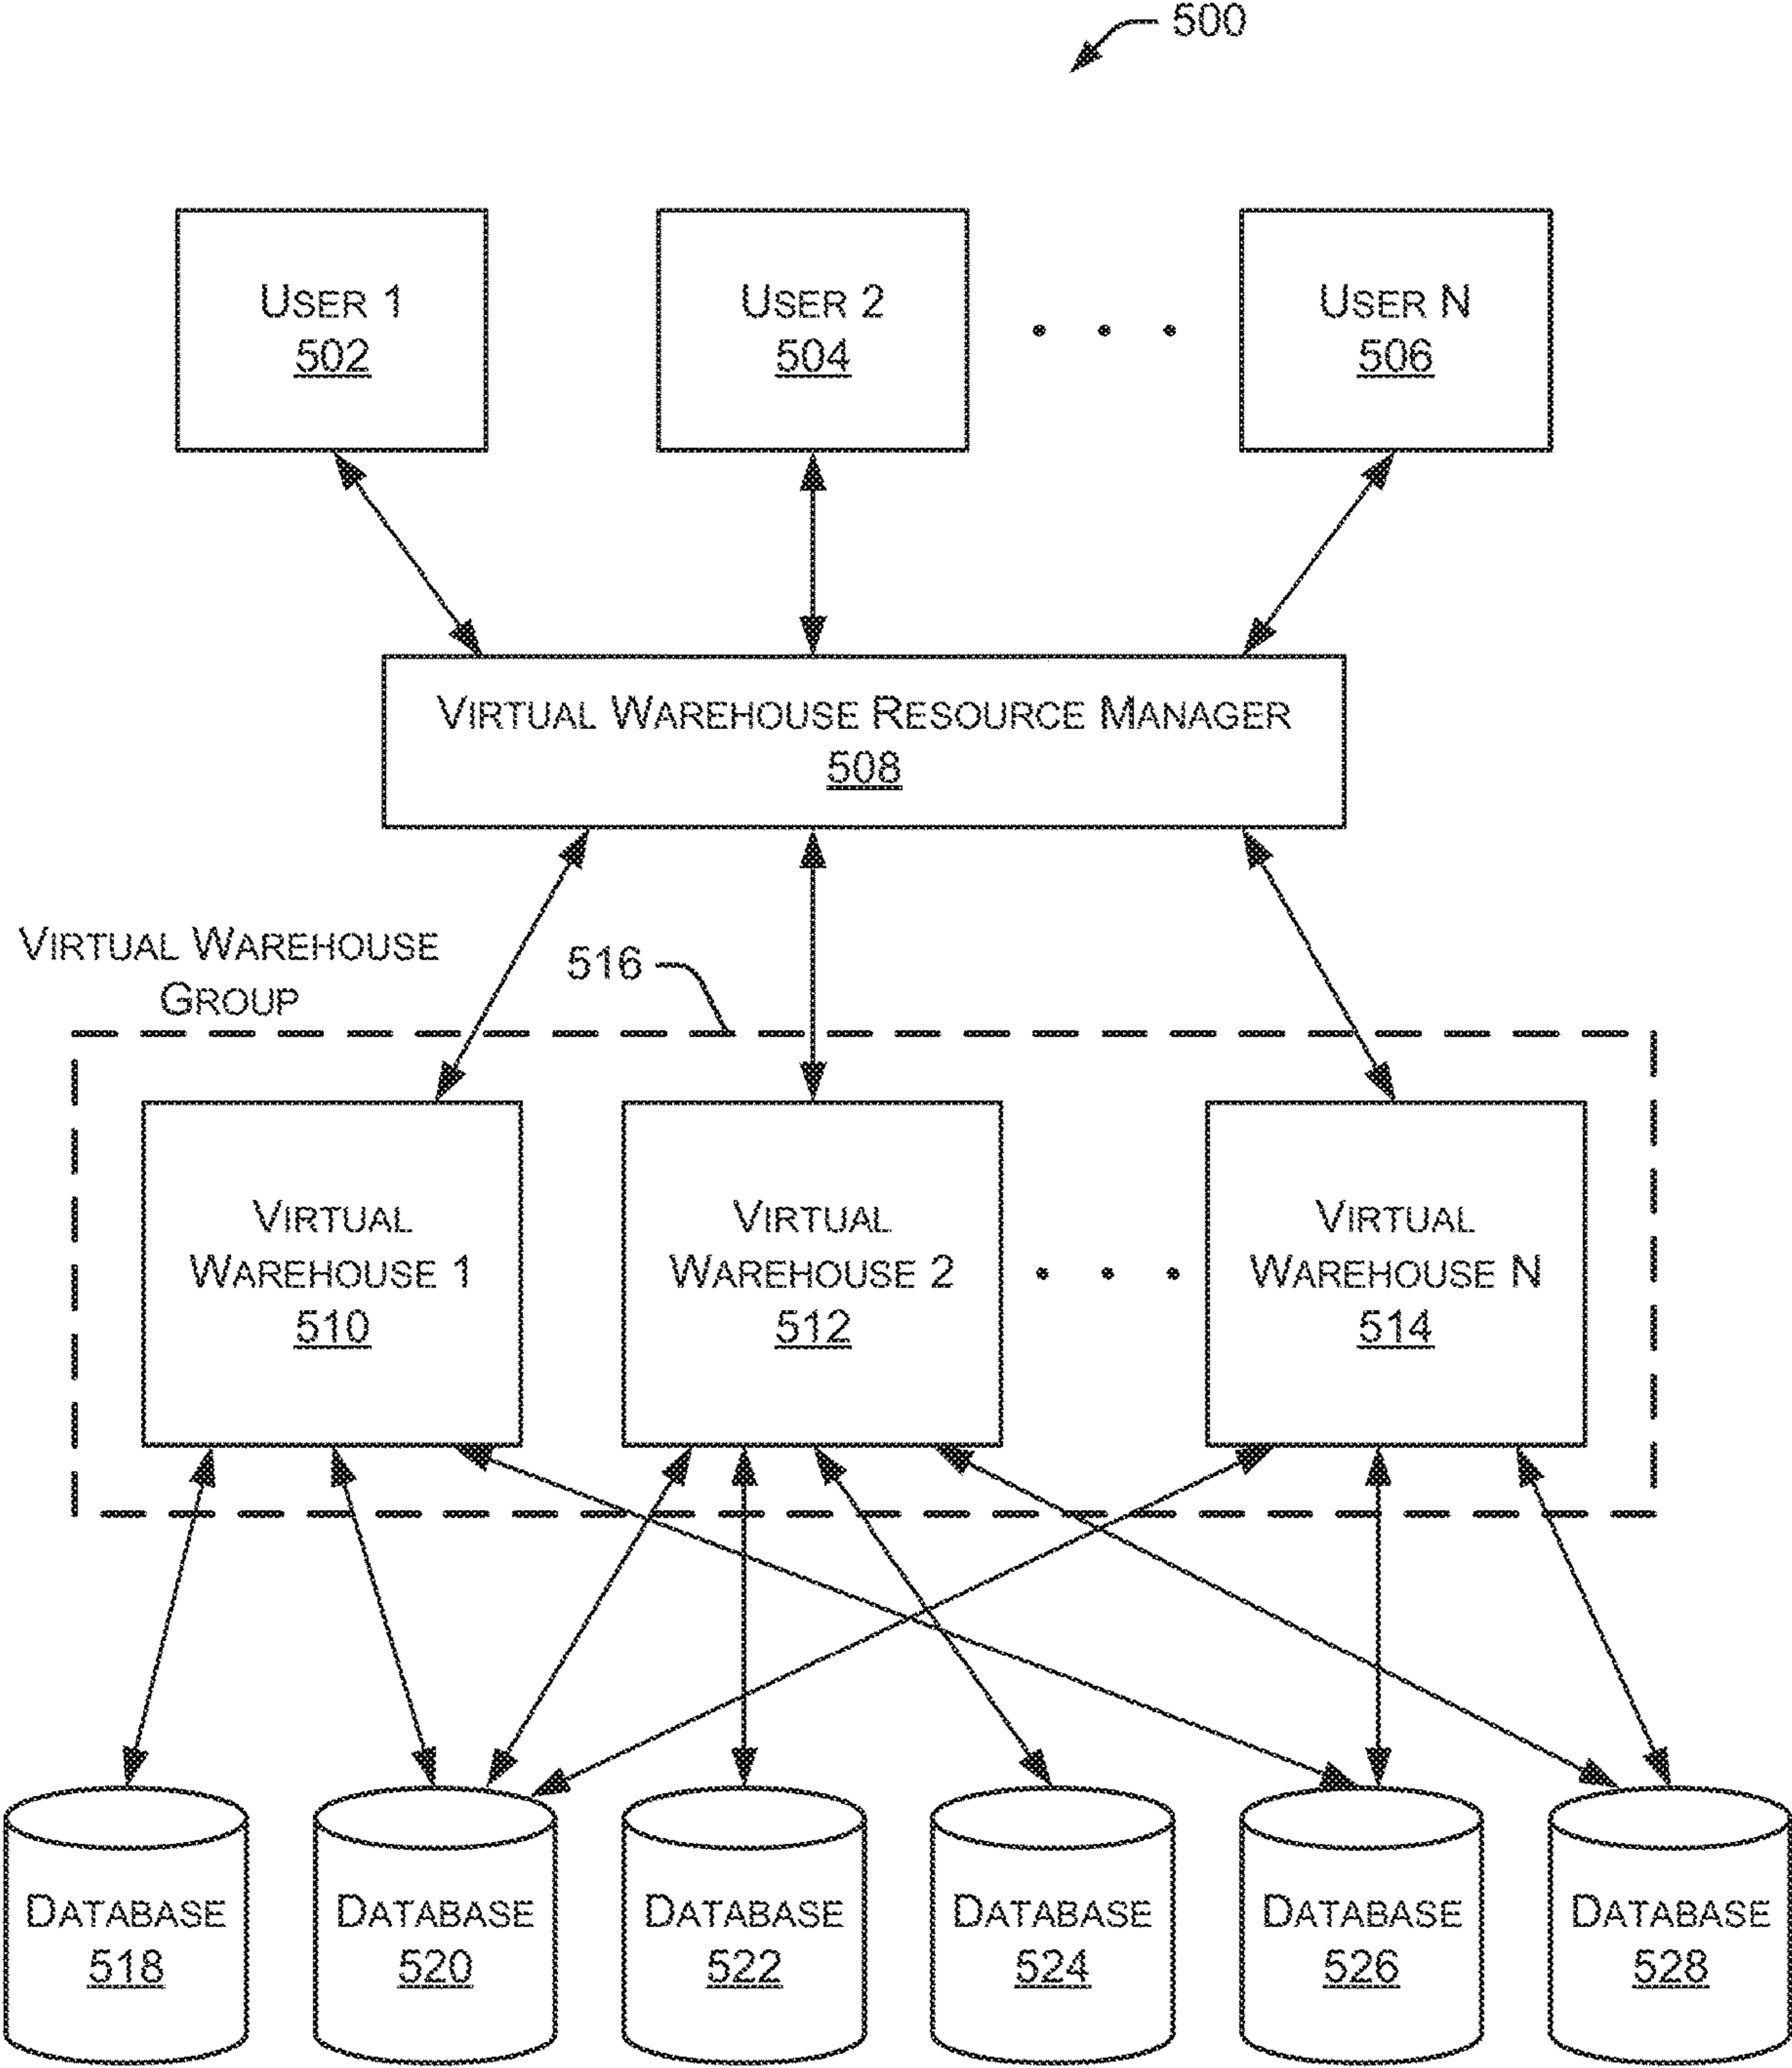 500
USER 1
502
USER 2
504
USER N
506
VIRTUAL WAREHOUSE RESOURCE MANAGER
508
VIRTUAL WAREHOUSE
GROUP
516
VIRTUAL
WAREHOUSE 1
510
VIRTUAL
WAREHOUSE 2
512
VIRTUAL
WAREHOUSE N
514
DATABASE
518
DATABASE
520
DATABASE
522
DATABASE
524
DATABASE
526
DATABASE
528